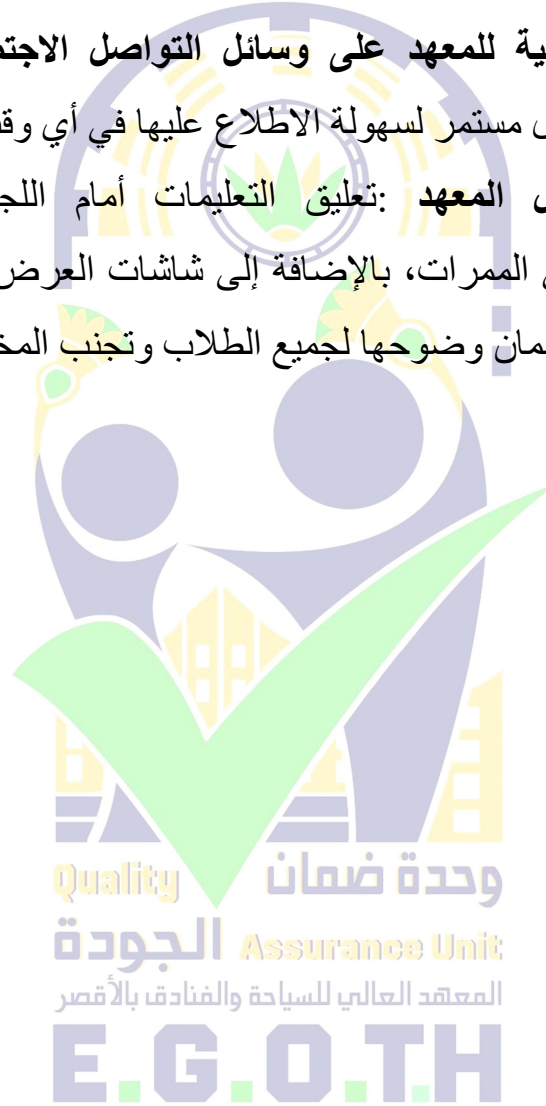 ية للمعهد على وسائل التواصل الاجتم
مستمر لسهولة الاطلاع عليها في أي وق
المعهد :تعليق التعليمات أمام اللج
الممرات، بالإضافة إلى شاشات العرض
مان وضوحها لجميع الطلاب وتجنب المخ
وحدة ضمان Quality
الجودة Assurance Unit
المعهد العالي للسياحة والفنادق بالأقصر
E.G.O.T.H